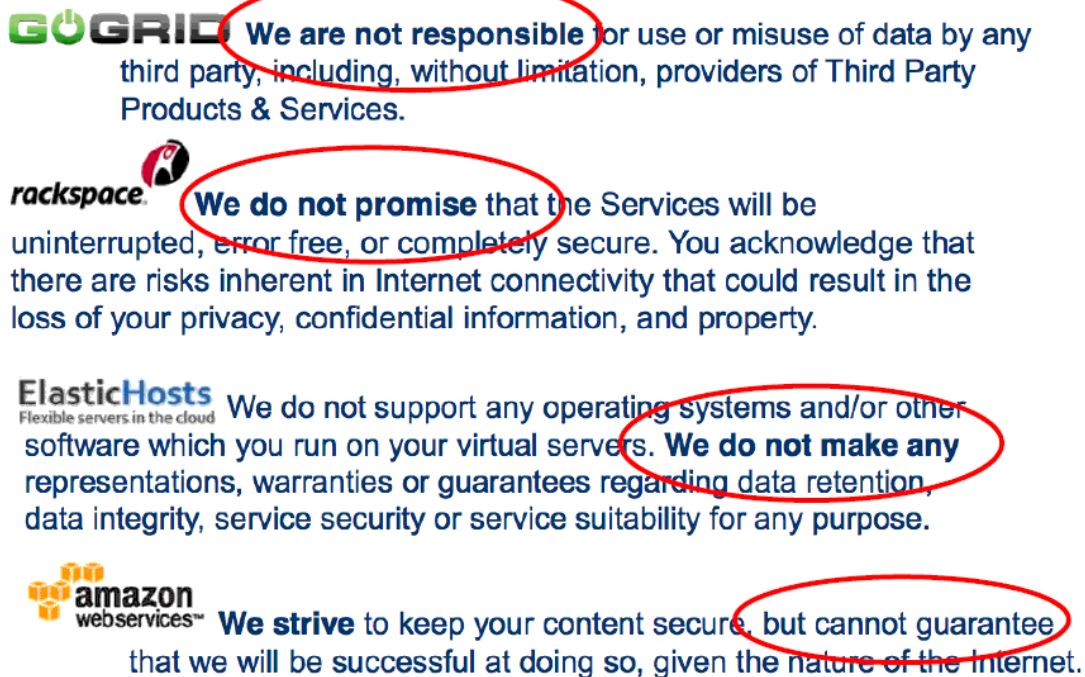 GOGRID We are not responsible for use or misuse of data by any
third party, including, without limitation, providers of Third Party
Products & Services.
rackspace. We do not promise that the Services will be
uninterrupted, error free, or completely secure. You acknowledge that
there are risks inherent in Internet connectivity that could result in the
loss of your privacy, confidential information, and property.
ElasticHosts
Flexible servers in the cloud We do not support any operating systems and/or other
software which you run on your virtual servers. We do not make any
representations, warranties or guarantees regarding data retention,
data integrity, service security or service suitability for any purpose.
amazon
webservices™ We strive to keep your content secure, but cannot guarantee
that we will be successful at doing so, given the nature of the Internet.